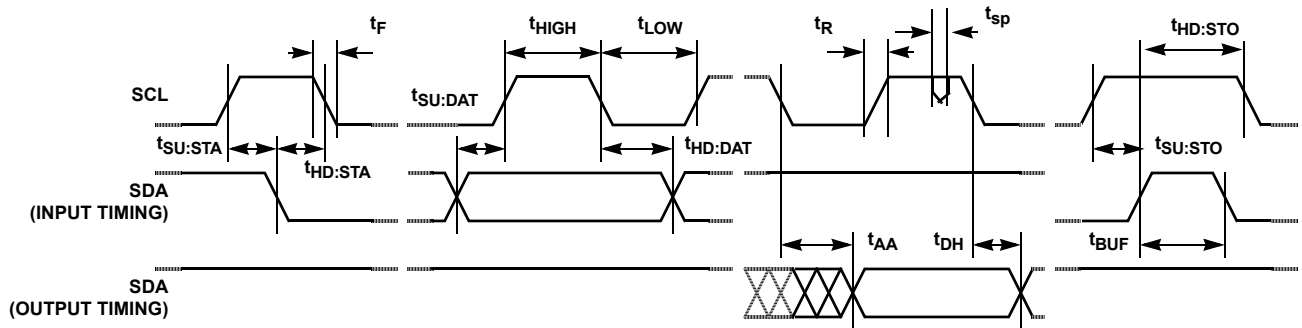 tF
tHIGH
tLOW
tR
tsp
tHD:STO
SCL
tSU:DAT
tSU:STA
tHD:STA
tHD:DAT
tSU:STO
SDA
(INPUT TIMING)
tAA
tDH
tBUF
SDA
(OUTPUT TIMING)